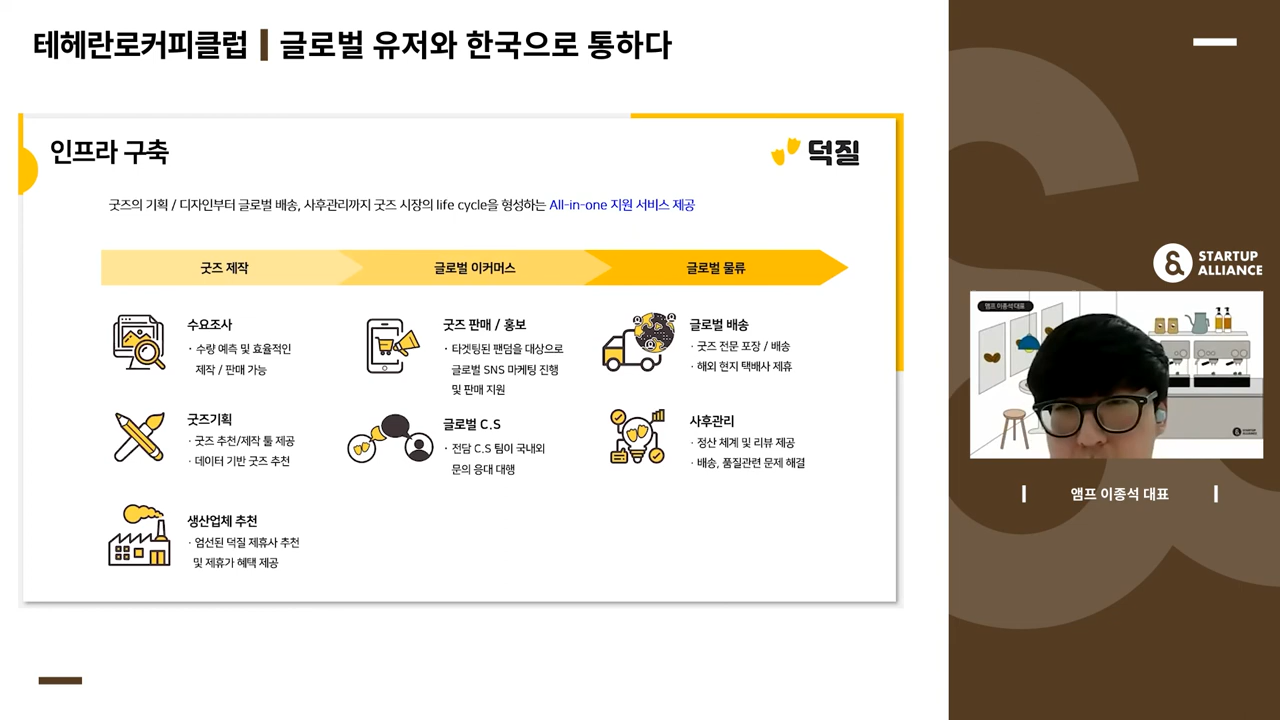 테헤란로커피클럽 | 글로벌 유저와 한국으로 통하다
인프라 구축
덕질
굿즈의 기획 / 디자인부터 글로벌 배송, 사후관리까지 굿즈 시장의 life cycle을 형성하는 All-in-one 지원 서비스 제공
굿즈 제작
글로벌 이커머스
글로벌 물류
수요조사
· 수량 예측 및 효율적인
제작 / 판매 가능
굿즈기획
· 굿즈 추천/제작 툴 제공
· 데이터 기반 굿즈 추천
생산업체 추천
· 엄선된 덕질 제휴사 추천
및 제휴가 혜택 제공
굿즈 판매 / 홍보
· 타겟팅된 팬덤을 대상으로
글로벌 SNS 마케팅 진행
및 판매 지원
글로벌 C.S
· 전담 C.S 팀이 국내외
문의 응대 대행
글로벌 배송
· 굿즈 전문 포장 / 배송
· 해외 현지 택배사 제휴
사후관리
· 정산 체계 및 리뷰 제공
· 배송, 품질관련 문제 해결
STARTUP
ALLIANCE
앰프 이종석 대표
앰프 이종석 대표